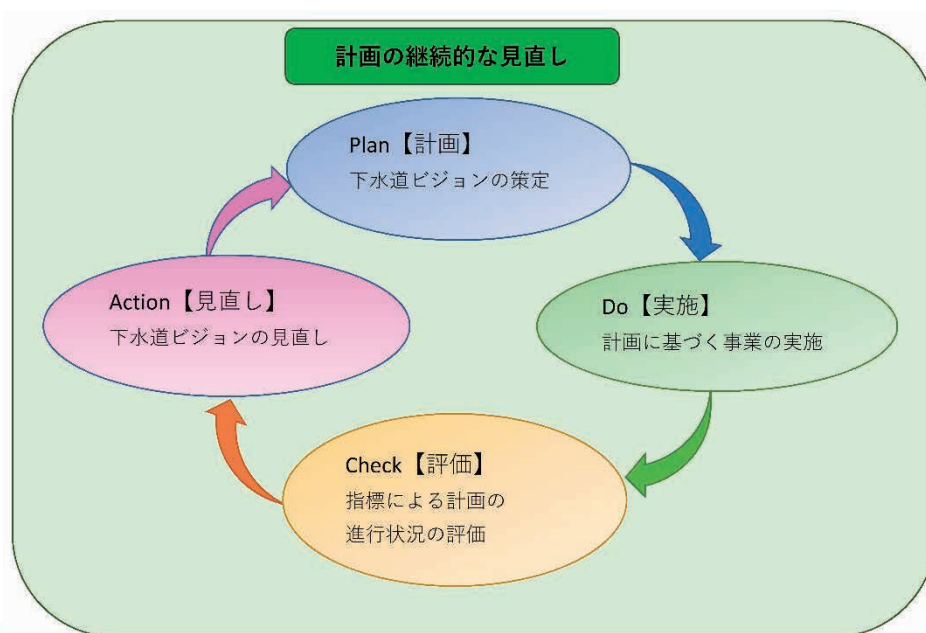 計画の継続的な見直し
Plan【計画】
下水道ビジョンの策定
Do【実施】
計画に基づく事業の実施
Check【評価】
指標による計画の
進行状況の評価
Action【見直し】
下水道ビジョンの見直し